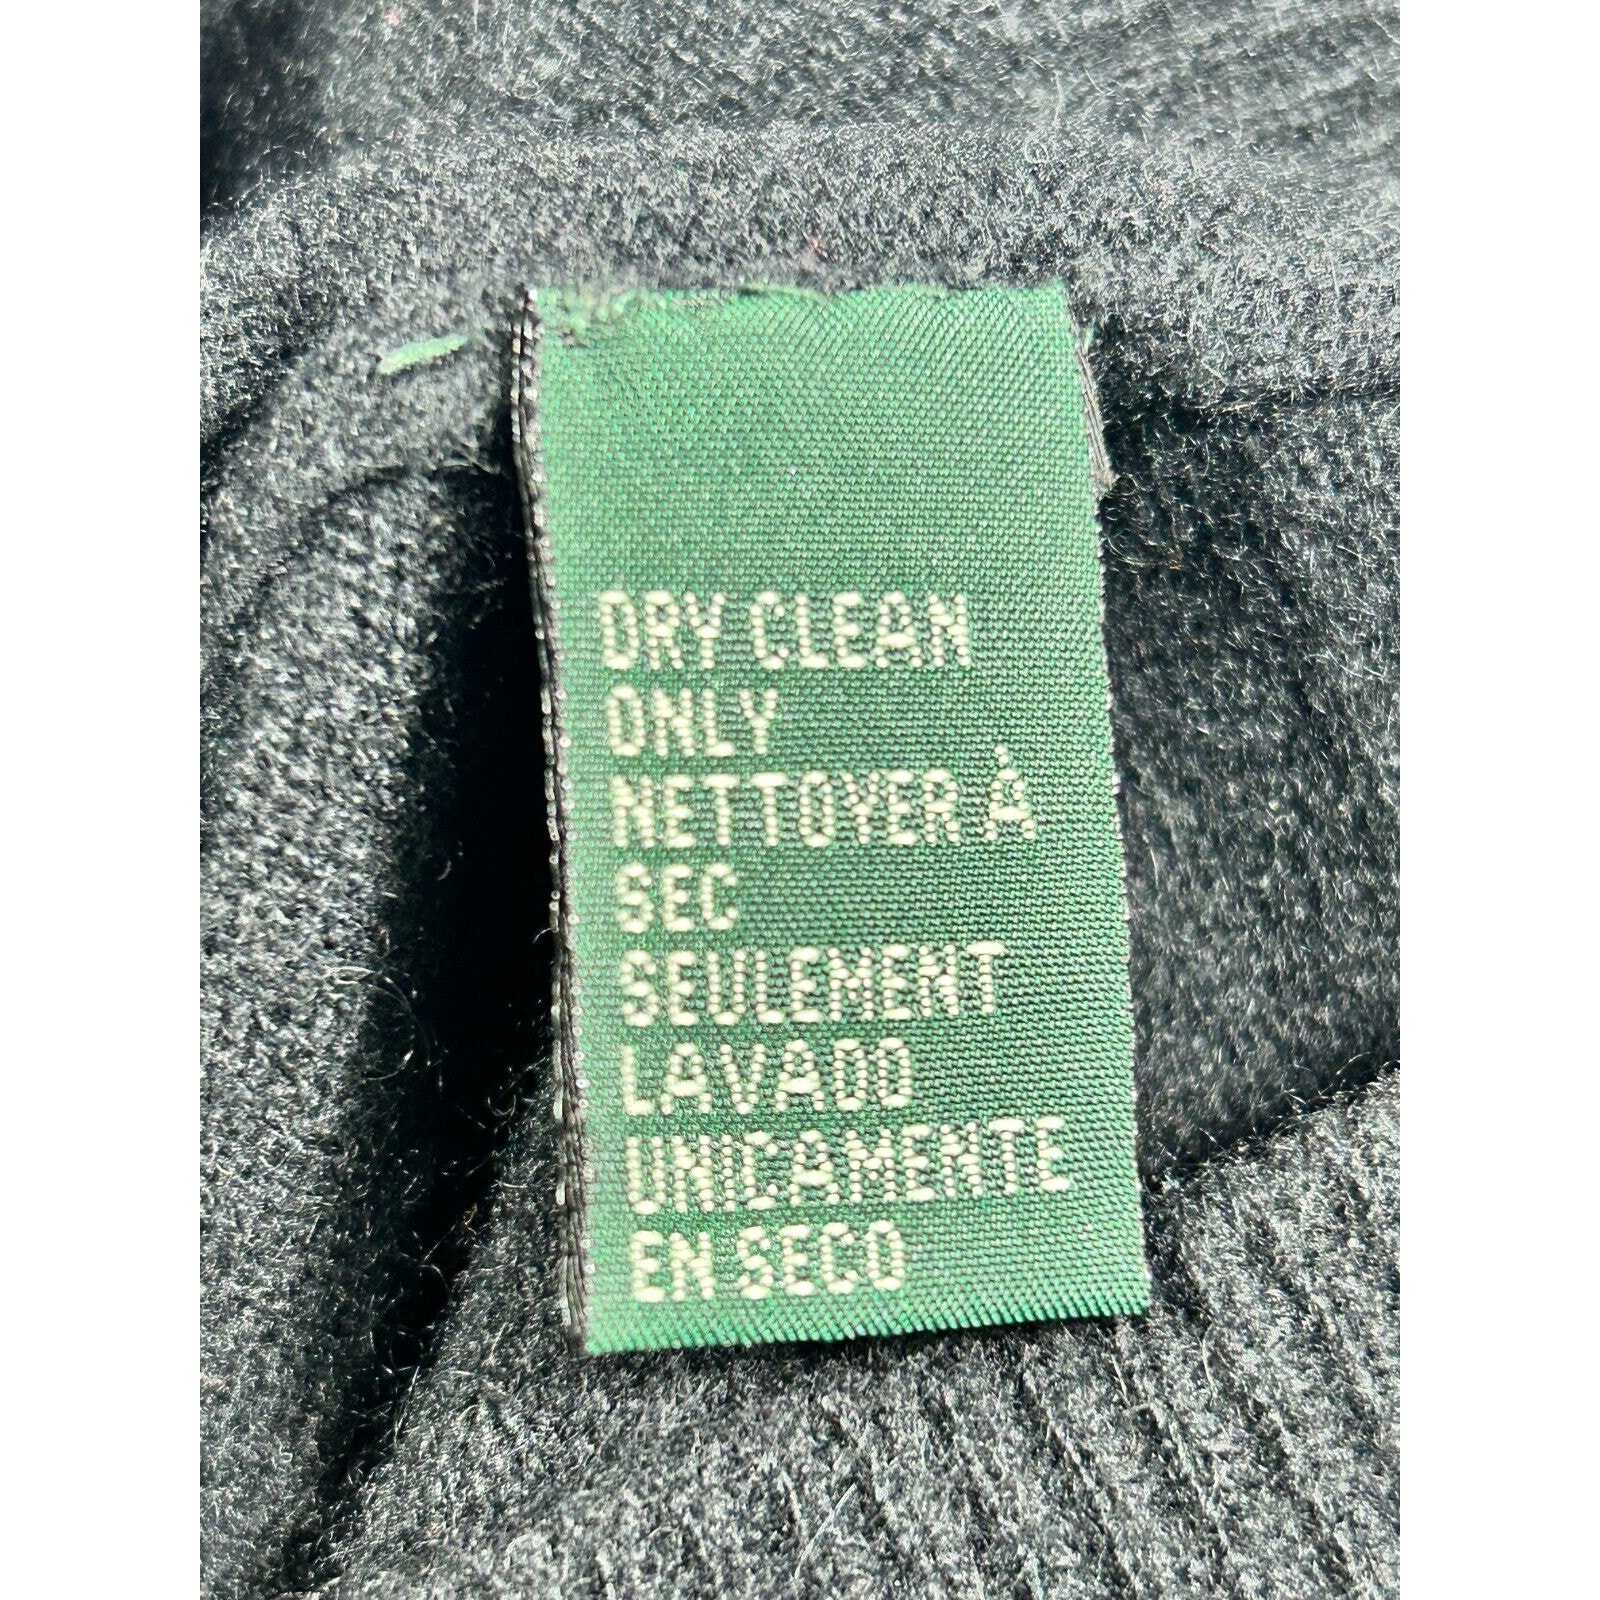 DRY CLEAN
ONLY
NETTOYER À
SEC
SEULEMENT
LAVADO
UNICAMENTE
EN SECO